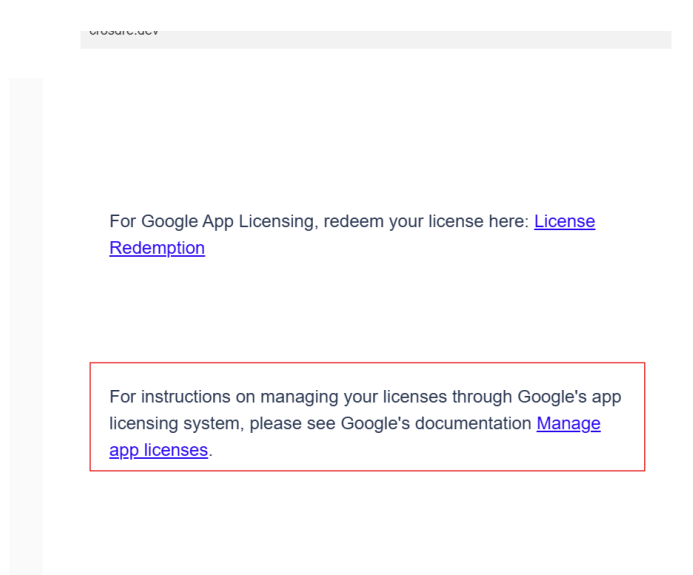 For Google App Licensing, redeem your license here: License
Redemption
For instructions on managing your licenses through Google's app
licensing system, please see Google's documentation Manage
app licenses.